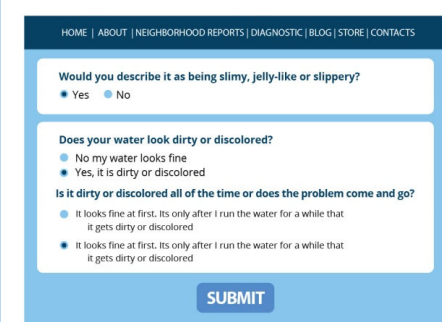 HOME | ABOUT | NEIGHBORHOOD REPORTS | DIAGNOSTIC | BLOG | STORE | CONTACTS
Would you describe it as being slimy, jelly-like or slippery?
Yes No
Does your water look dirty or discolored?
No my water looks fine
Yes, it is dirty or discolored
Is it dirty or discolored all of the time or does the problem come and go?
It looks fine at first. Its only after I run the water for a while that
it gets dirty or discolored
It looks fine at first. Its only after I run the water for a while that
it gets dirty or discolored
SUBMIT